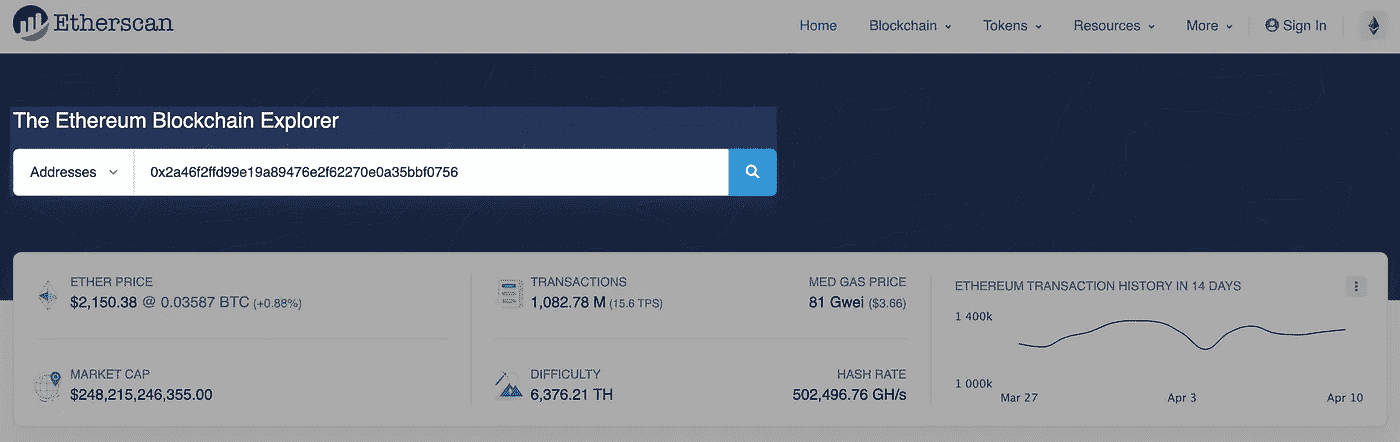 Etherscan
Home Blockchain Tokens Resources More Sign In
The Ethereum Blockchain Explorer
Addresses 0x2a46f2ffd99e19a89476e2f62270e0a35bbf0756
ETHER PRICE
$2,150.38 @ 0.03587 BTC (+0.88%)
MARKET CAP
$248,215,246,355.00
TRANSACTIONS MED GAS PRICE
1,082.78 M (15.6 TPS) 81 Gwei ($3.66)
DIFFICULTY HASH RATE
6,376.21 TH 502,496.76 GH/s
ETHEREUM TRANSACTION HISTORY IN 14 DAYS
1 400k
1 000k
Mar 27 Apr 3 Apr 10